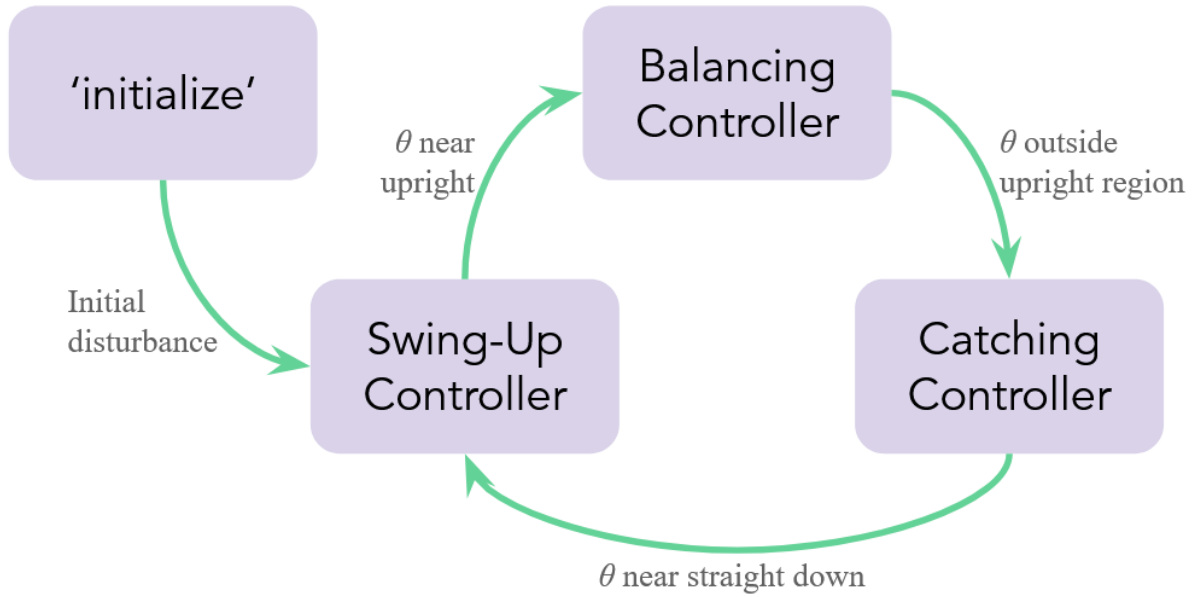 ‘initialize‘
Balancing
Controller
θ near
upright
θ outside
upright region
Initial
disturbance
Swing-Up
Controller
Catching
Controller
θ near straight down